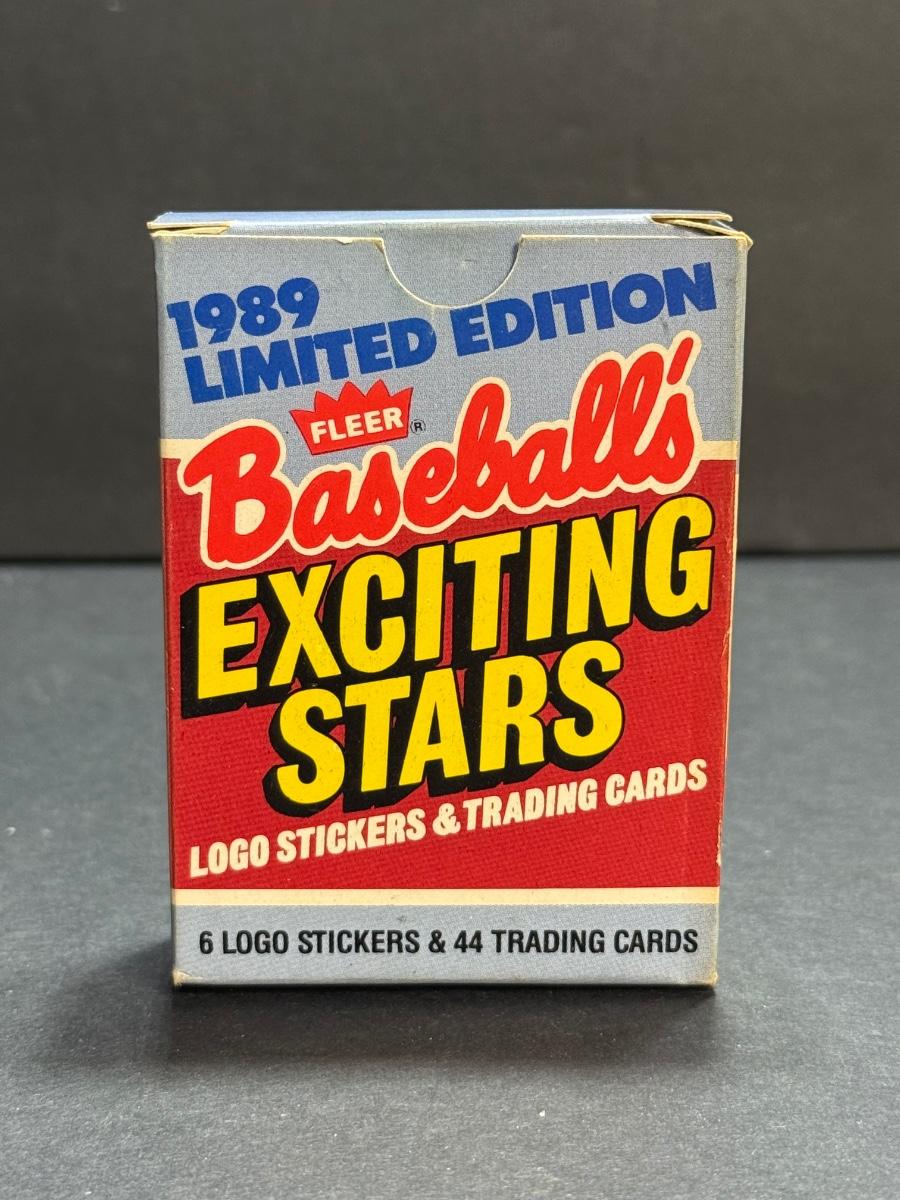 1989
LIMITED EDITION
FLEER®
Baseball's
EXCITING
STARS
LOGO STICKERS & TRADING CARDS
6 LOGO STICKERS & 44 TRADING CARDS